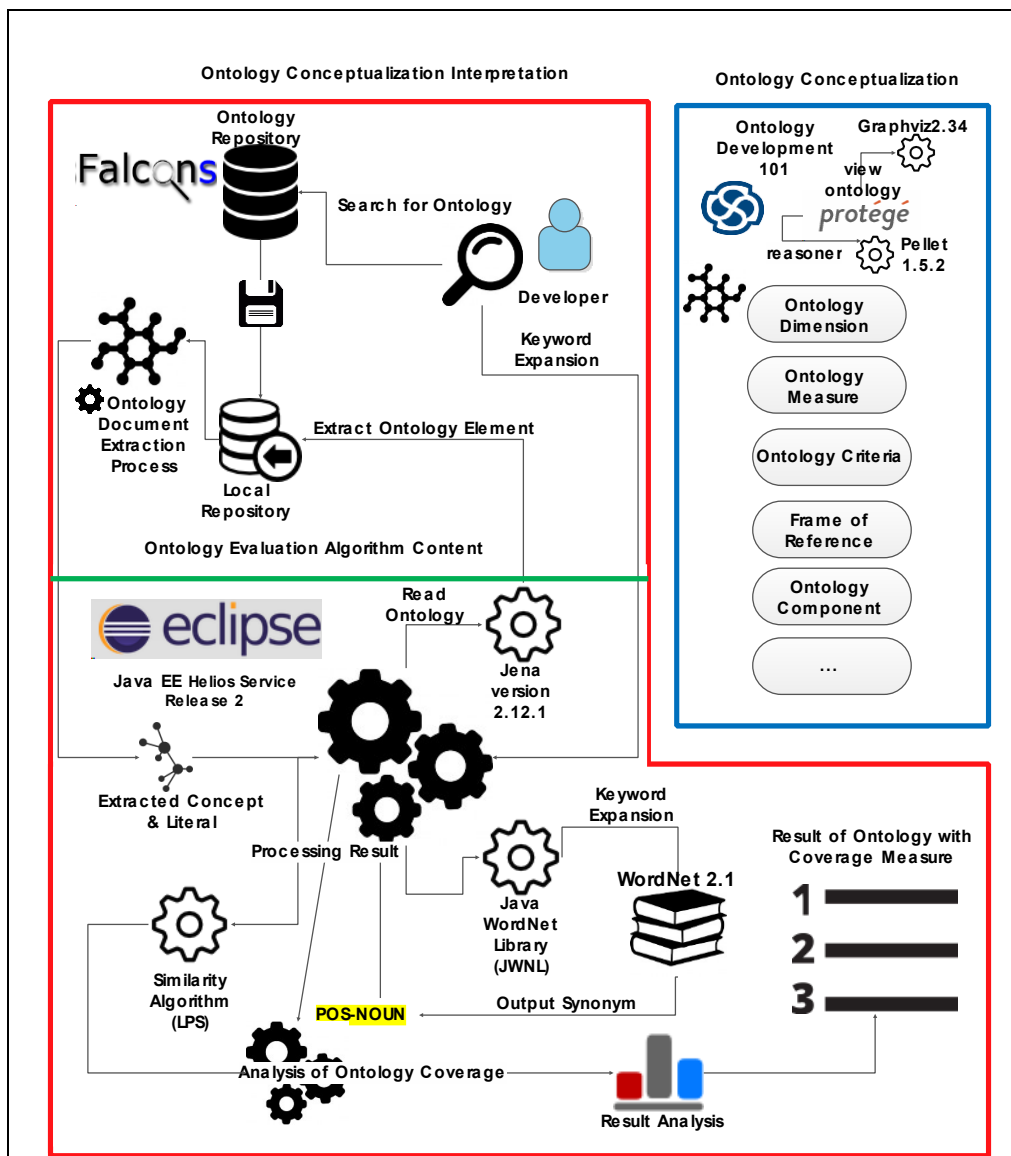 Ontology Conceptualization Interpretation
Ontology
Repository
Falcons
Search for Ontology
Developer
Keyword
Expansion
Ontology
Document
Extraction
Process
Extract Ontology Element
Local
Repository
Ontology Evaluation Algorithm Content
Ontology Conceptualization
Ontology
Development
101
Graphviz2.34
view
ontology
protégé
reasoner
Pellet
1.5.2
Ontology
Dimension
Ontology
Measure
Ontology Criteria
Frame of
Reference
Ontology
Component
...
eclipse
Java EE Helios Service
Release 2
Read
Ontology
Jena
version
2.12.1
Extracted Concept
& Literal
Processing Result
Keyword
Expansion
Java
WordNet
Library
(JWNL)
WordNet 2.1
Result of Ontology with
Coverage Measure
1
2
3
Similarity
Algorithm
(LPS)
POS-NOUN
Output Synonym
Analysis of Ontology Coverage
Result Analysis